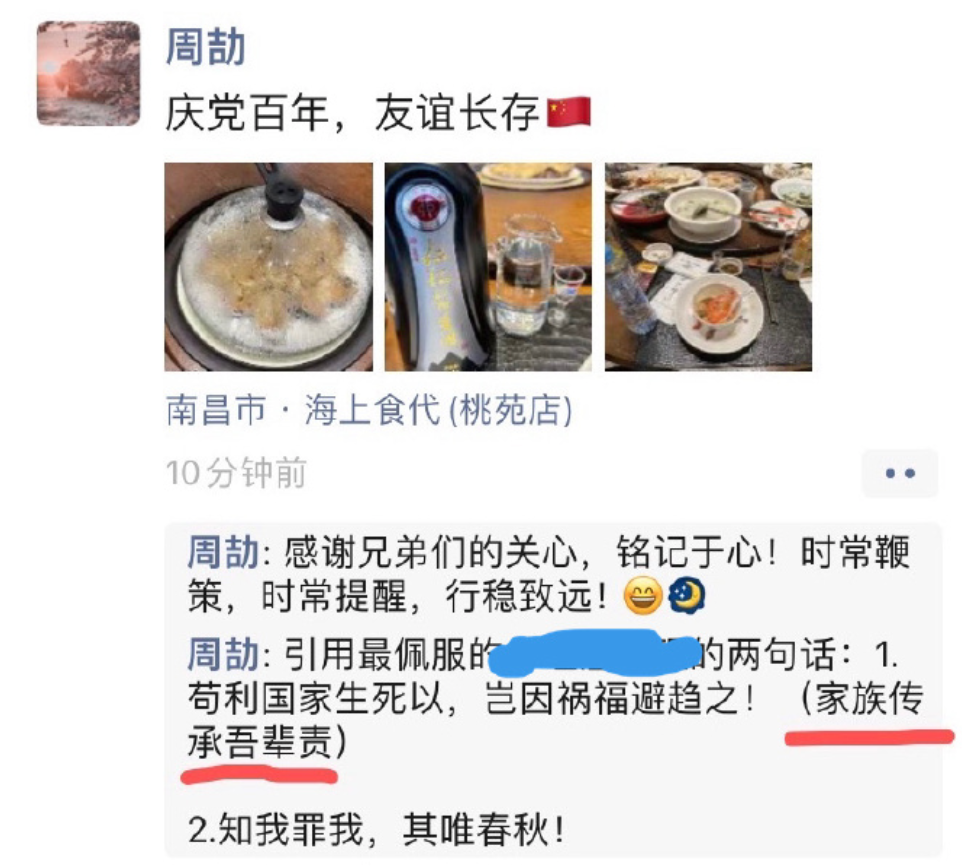 周劼
庆党百年，友谊长存🇨🇳
南昌市 · 海上食代 (桃苑店)
10分钟前
周劼: 感谢兄弟们的关心，铭记于心！时常鞭
策，时常提醒，行稳致远！😄🌜
周劼: 引用最佩服的 的两句话：1.
苟利国家生死以，岂因祸福避趋之！（家族传
承吾辈责）
2.知我罪我，其唯春秋！